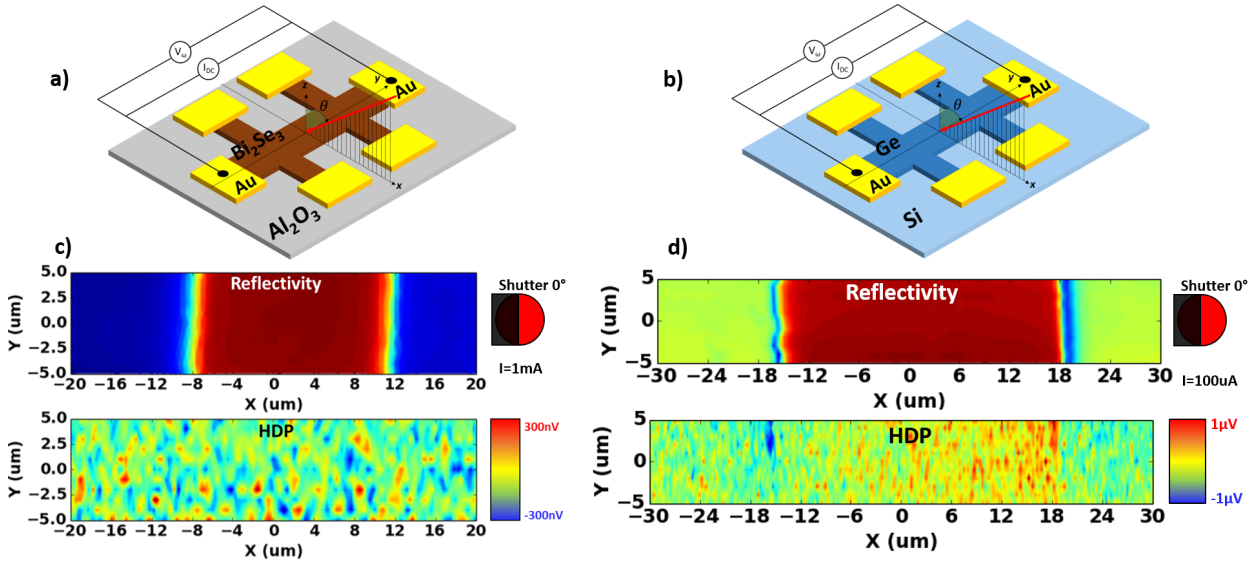 a)
Vω
IDC
y
z
θ
Au
Bi2Se3
Au
x
Al2O3
b)
Vω
IDC
y
z
θ
Au
Ge
Au
x
Si
c)
5.0
2.5
0.0
−2.5
−5.0
Y (um)
Reflectivity
−20 −16 −12 −8 −4 0 4 8 12 16 20
X (um)
Shutter 0°
I=1mA
5.0
2.5
0.0
−2.5
−5.0
Y (um)
HDP
−20 −16 −12 −8 −4 0 4 8 12 16 20
X (um)
300nV
-300nV
d)
5
0
−5
Y (um)
Reflectivity
−30 −24 −18 −12 −6 0 6 12 18 24 30
X (um)
Shutter 0°
I=100uA
5
0
−5
Y (um)
HDP
−30 −24 −18 −12 −6 0 6 12 18 24 30
X (um)
1μV
-1μV